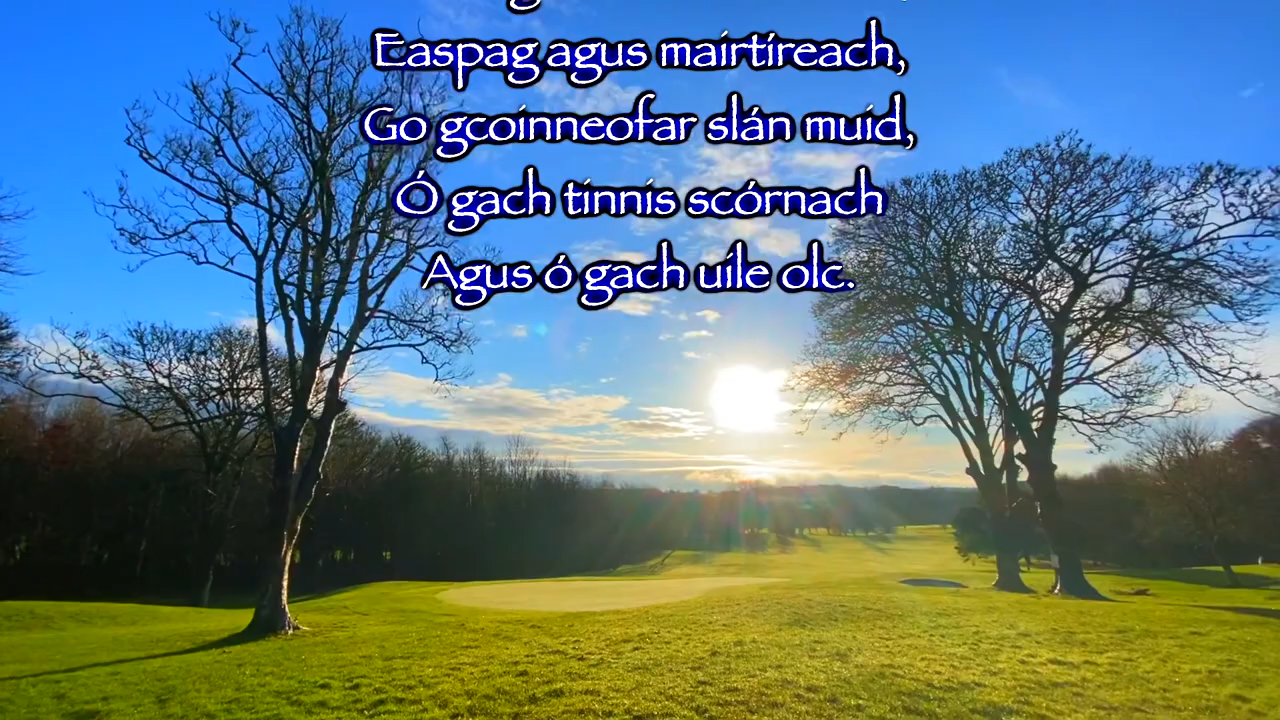 Easpag agus mairtíreach,
Go gcoinneofar slán muid,
Ó gach tinnis scórnach
Agus ó gach uile olc.